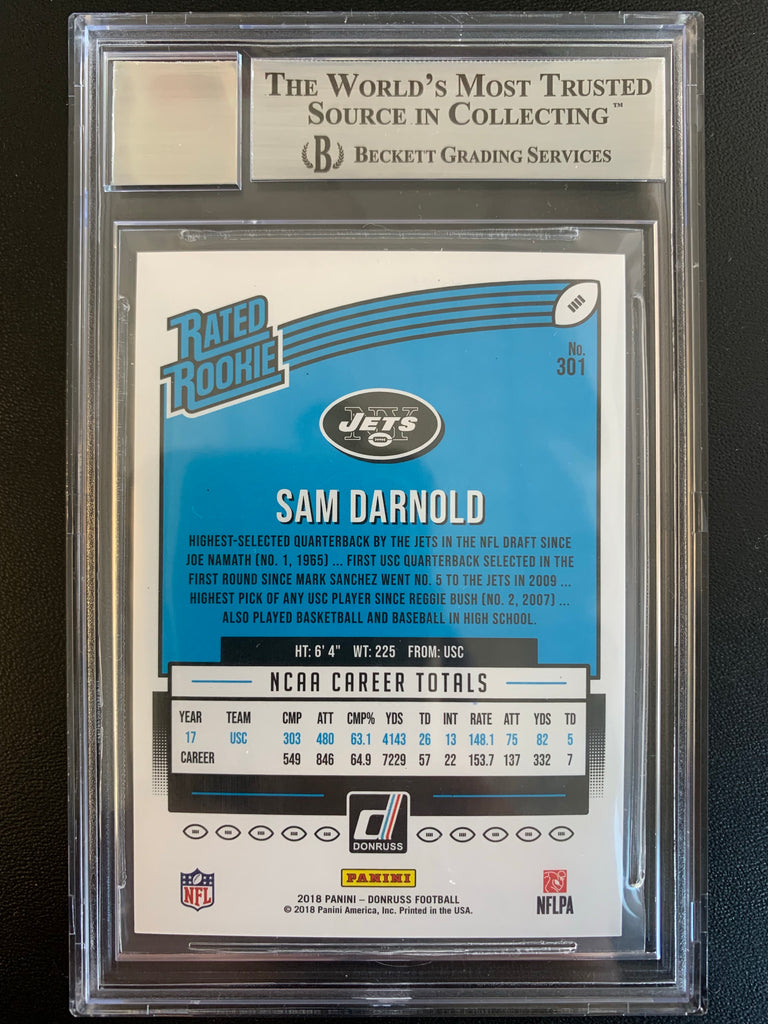 THE WORLD'S MOST TRUSTED
SOURCE IN COLLECTING™
B BECKETT GRADING SERVICES
RATED
ROOKIE
No.
301
NY JETS
SAM DARNOLD
HIGHEST-SELECTED QUARTERBACK BY THE JETS IN THE NFL DRAFT SINCE
JOE NAMATH (NO. 1, 1965) ... FIRST USC QUARTERBACK SELECTED IN THE
FIRST ROUND SINCE MARK SANCHEZ WENT NO. 5 TO THE JETS IN 2009 ...
HIGHEST PICK OF ANY USC PLAYER SINCE REGGIE BUSH (NO. 2, 2007) ...
ALSO PLAYED BASKETBALL AND BASEBALL IN HIGH SCHOOL.
HT: 6' 4" WT: 225 FROM: USC
NCAA CAREER TOTALS
YEAR TEAM CMP ATT CMP% YDS TD INT RATE ATT YDS TD
17 USC 303 480 63.1 4143 26 13 148.1 75 82 5
CAREER 549 846 64.9 7229 57 22 153.7 137 332 7
d
DONRUSS
PANINI
NFL
NFLPA
2018 PANINI – DONRUSS FOOTBALL
© 2018 Panini America, Inc. Printed in the USA.